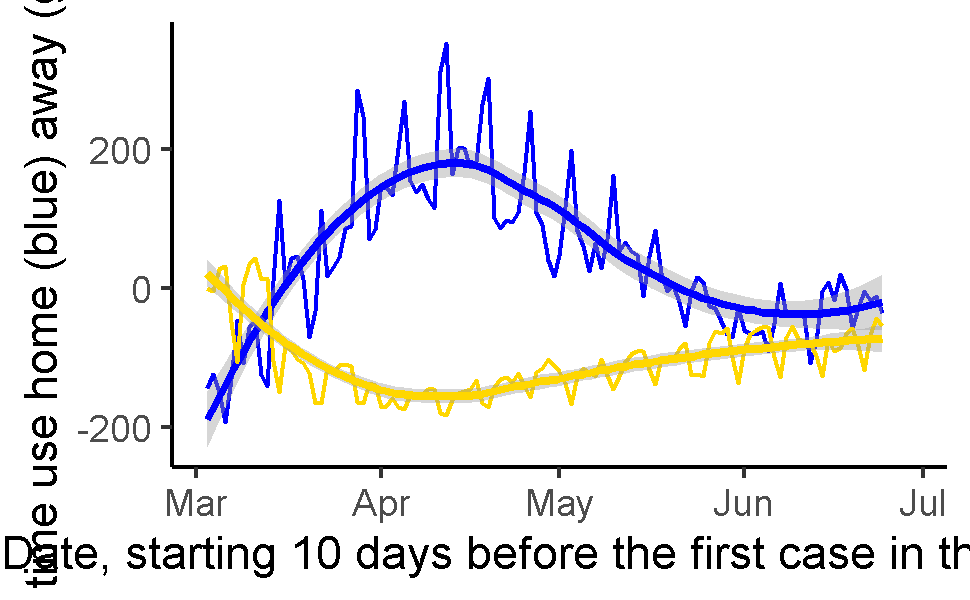 time use home (blue) away (
200
0
-200
Mar Apr May Jun Jul
Date, starting 10 days before the first case in th